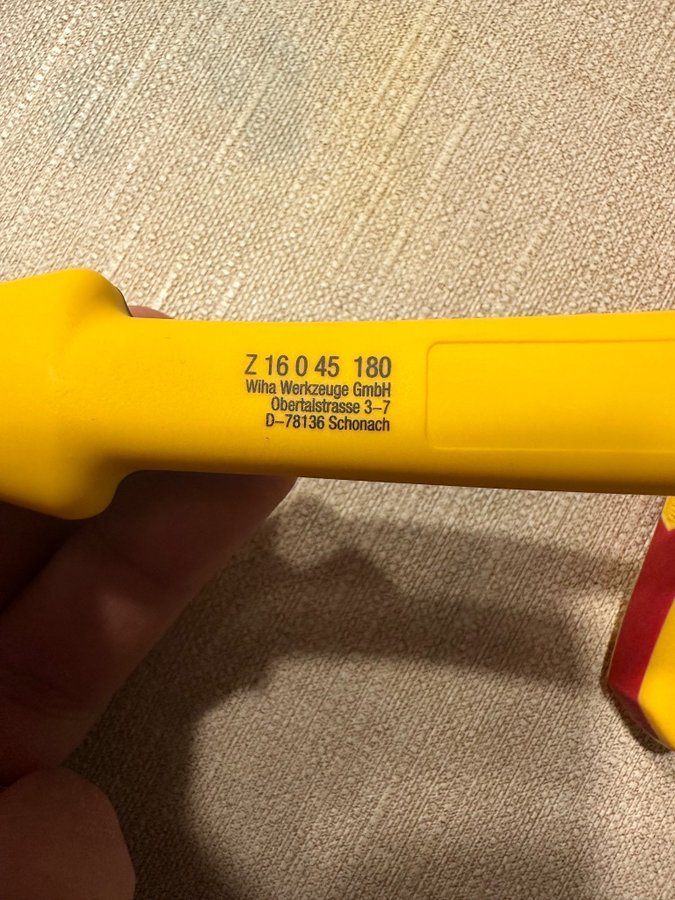 Z 16 0 45 180
Wiha Werkzeuge GmbH
Obertalstrasse 3–7
D–78136 Schonach